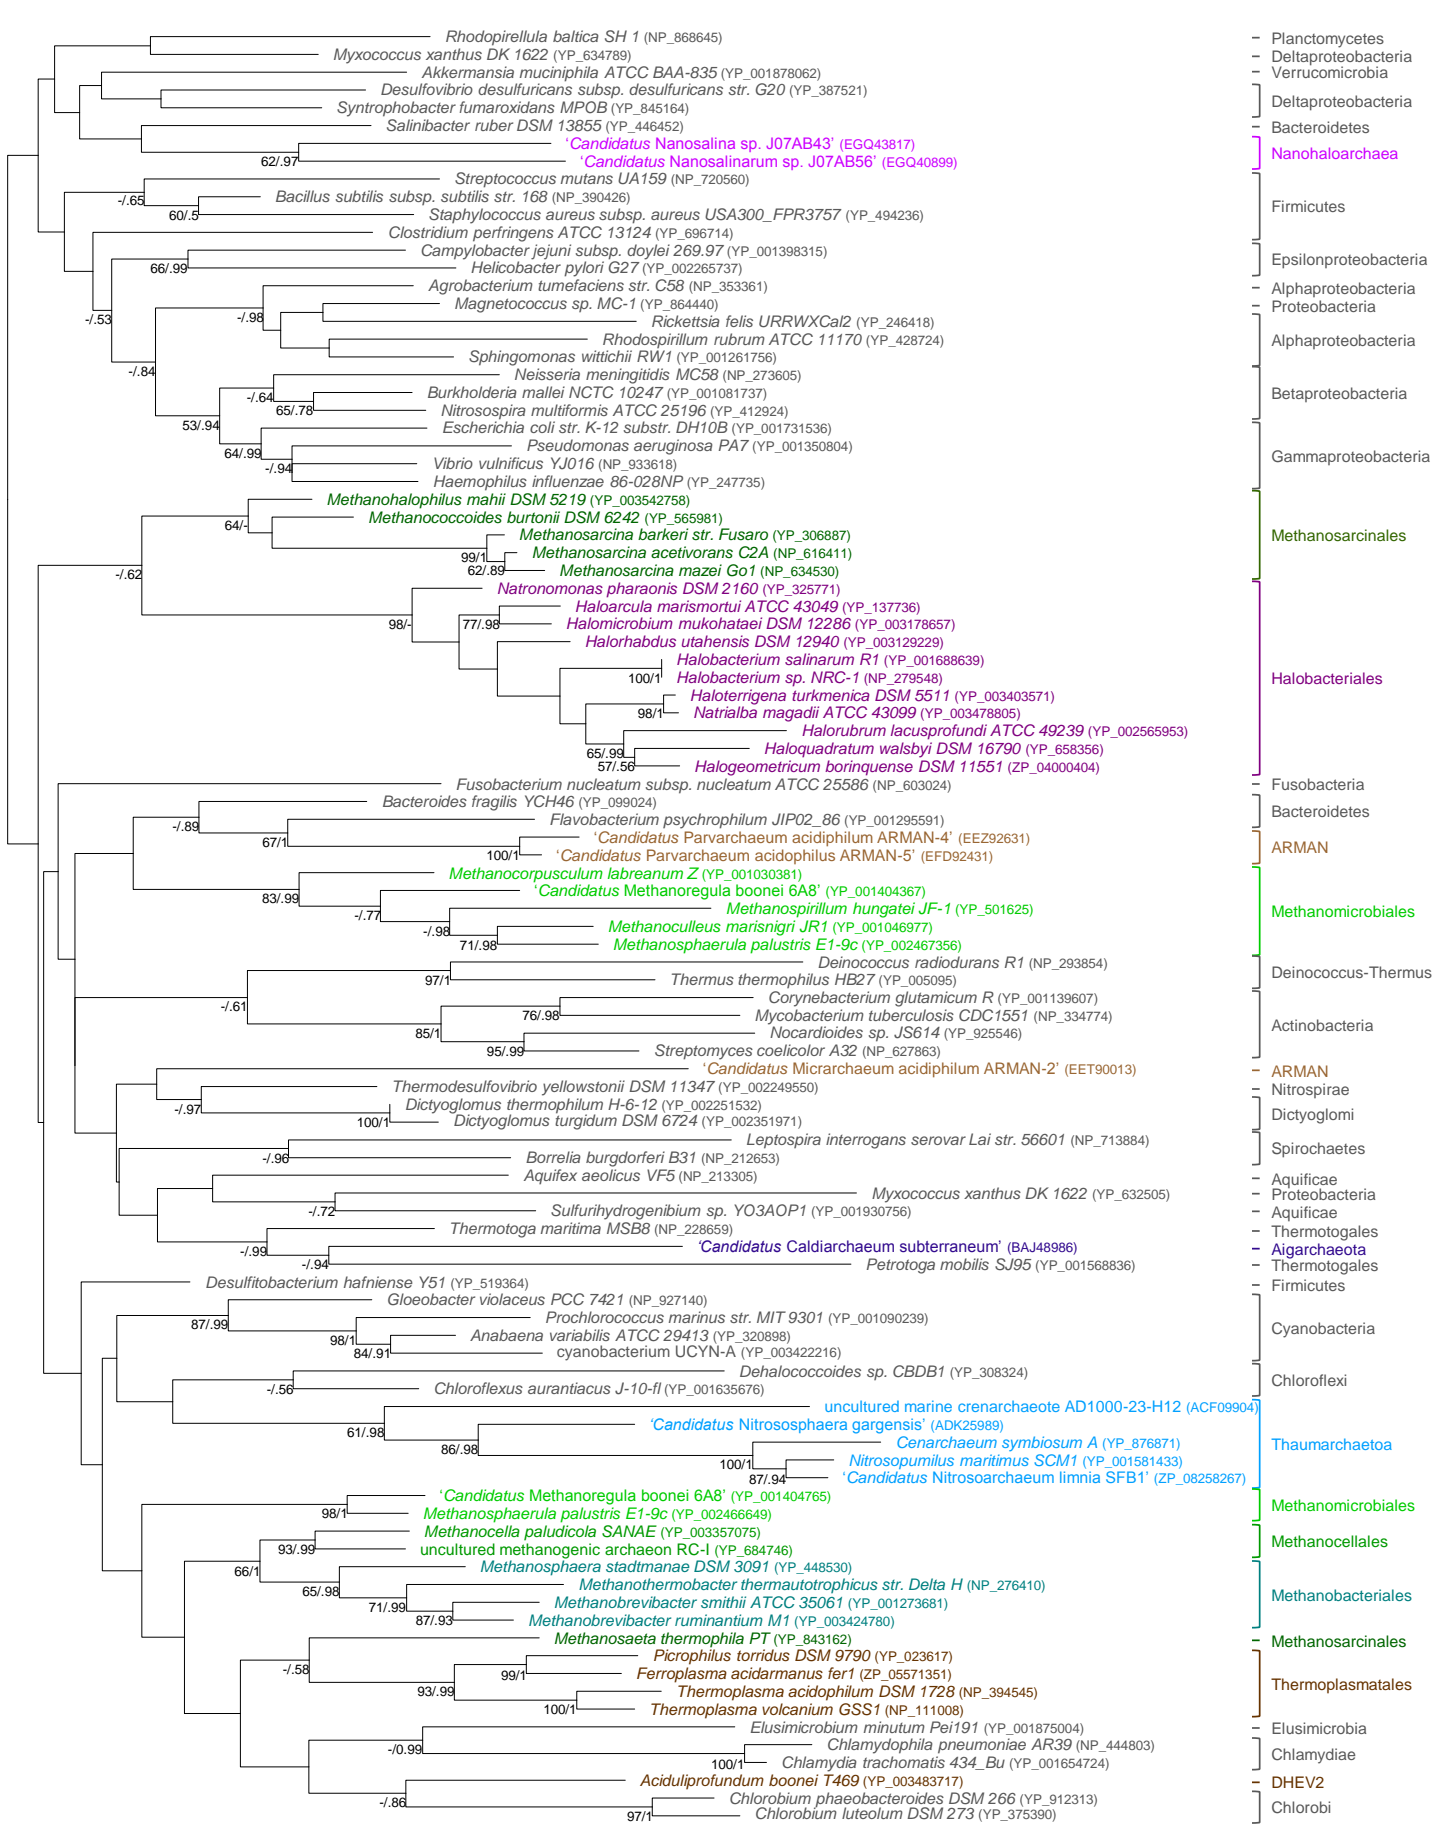 Rhodopirellula baltica SH 1 (NP_868645)
Planctomycetes
Myxococcus xanthus DK 1622 (YP_634789)
Deltaproteobacteria
Akkermansia muciniphila ATCC BAA-835 (YP_001878062)
Verrucomicrobia
Desulfovibrio desulfuricans subsp. desulfuricans str. G20 (YP_387521)
Syntrophobacter fumaroxidans MPOB (YP_845164)
Deltaproteobacteria
Salinibacter ruber DSM 13855 (YP_446452)
Bacteroidetes
‘Candidatus Nanosalina sp. J07AB43’ (EGQ43817)
62/.97
‘Candidatus Nanosalinarum sp. J07AB56’ (EGQ40899)
Nanohaloarchaea
Streptococcus mutans UA159 (NP_720560)
-/.65
Bacillus subtilis subsp. subtilis str. 168 (NP_390426)
60/.5
Staphylococcus aureus subsp. aureus USA300_FPR3757 (YP_494236)
Firmicutes
Clostridium perfringens ATCC 13124 (YP_696714)
Campylobacter jejuni subsp. doylei 269.97 (YP_001398315)
66/.99
Helicobacter pylori G27 (YP_002265737)
Epsilonproteobacteria
-/.53
Agrobacterium tumefaciens str. C58 (NP_353361)
Alphaproteobacteria
-/.98
Magnetococcus sp. MC-1 (YP_864440)
Proteobacteria
Rickettsia felis URRWXCal2 (YP_246418)
Rhodospirillum rubrum ATCC 11170 (YP_428724)
Sphingomonas wittichii RW1 (YP_001261756)
Alphaproteobacteria
-/.84
Neisseria meningitidis MC58 (NP_273605)
-/.64
Burkholderia mallei NCTC 10247 (YP_001081737)
65/.78
Nitrosospira multiformis ATCC 25196 (YP_412924)
Betaproteobacteria
53/.94
Escherichia coli str. K-12 substr. DH10B (YP_001731536)
64/.99
Pseudomonas aeruginosa PA7 (YP_001350804)
-/.94
Vibrio vulnificus YJ016 (NP_933618)
Haemophilus influenzae 86-028NP (YP_247735)
Gammaproteobacteria
Methanohalophilus mahii DSM 5219 (YP_003542758)
64/-
Methanococcoides burtonii DSM 6242 (YP_565981)
Methanosarcina barkeri str. Fusaro (YP_306887)
99/1
Methanosarcina acetivorans C2A (NP_616411)
62/.89
Methanosarcina mazei Go1 (NP_634530)
Methanosarcinales
-/.62
Natronomonas pharaonis DSM 2160 (YP_325771)
98/-
Haloarcula marismortui ATCC 43049 (YP_137736)
77/.98
Halomicrobium mukohataei DSM 12286 (YP_003178657)
Halorhabdus utahensis DSM 12940 (YP_003129229)
Halobacterium salinarum R1 (YP_001688639)
100/1
Halobacterium sp. NRC-1 (NP_279548)
Halobacteriales
Haloterrigena turkmenica DSM 5511 (YP_003403571)
98/1
Natrialba magadii ATCC 43099 (YP_003478805)
Halorubrum lacusprofundi ATCC 49239 (YP_002565953)
65/.99
Haloquadratum walsbyi DSM 16790 (YP_658356)
57/.56
Halogeometricum borinquense DSM 11551 (ZP_04000404)
Fusobacterium nucleatum subsp. nucleatum ATCC 25586 (NP_603024)
Fusobacteria
Bacteroides fragilis YCH46 (YP_099024)
-/.89
Flavobacterium psychrophilum JIP02_86 (YP_001295591)
Bacteroidetes
67/1
‘Candidatus Parvarchaeum acidiphilum ARMAN-4’ (EEZ92631)
100/1
‘Candidatus Parvarchaeum acidophilus ARMAN-5’ (EFD92431)
ARMAN
Methanocorpusculum labreanum Z (YP_001030381)
83/.99
‘Candidatus Methanoregula boonei 6A8’ (YP_001404367)
-/.77
Methanospirillum hungatei JF-1 (YP_501625)
-/.98
Methanoculleus marisnigri JR1 (YP_001046977)
71/.98
Methanosphaerula palustris E1-9c (YP_002467356)
Methanomicrobiales
Deinococcus radiodurans R1 (NP_293854)
97/1
Thermus thermophilus HB27 (YP_005095)
Deinococcus-Thermus
-/.61
Corynebacterium glutamicum R (YP_001139607)
76/.98
Mycobacterium tuberculosis CDC1551 (NP_334774)
85/1
Nocardioides sp. JS614 (YP_925546)
95/.99
Streptomyces coelicolor A32 (NP_627863)
Actinobacteria
‘Candidatus Micrarchaeum acidiphilum ARMAN-2’ (EET90013)
ARMAN
Thermodesulfovibrio yellowstonii DSM 11347 (YP_002249550)
Nitrospirae
-/.97
Dictyoglomus thermophilum H-6-12 (YP_002251532)
100/1
Dictyoglomus turgidum DSM 6724 (YP_002351971)
Dictyoglomi
Leptospira interrogans serovar Lai str. 56601 (NP_713884)
-/.96
Borrelia burgdorferi B31 (NP_212653)
Spirochaetes
Aquifex aeolicus VF5 (NP_213305)
Aquificae
Myxococcus xanthus DK 1622 (YP_632505)
Proteobacteria
-/.72
Sulfurihydrogenibium sp. YO3AOP1 (YP_001930756)
Aquificae
Thermotoga maritima MSB8 (NP_228659)
Thermotogales
-/.99
‘Candidatus Caldiarchaeum subterraneum’ (BAJ48986)
Aigarchaeota
-/.94
Petrotoga mobilis SJ95 (YP_001568836)
Thermotogales
Desulfitobacterium hafniense Y51 (YP_519364)
Firmicutes
Gloeobacter violaceus PCC 7421 (NP_927140)
87/.99
Prochlorococcus marinus str. MIT 9301 (YP_001090239)
98/1
Anabaena variabilis ATCC 29413 (YP_320898)
84/.91
cyanobacterium UCYN-A (YP_003422216)
Cyanobacteria
Dehalococcoides sp. CBDB1 (YP_308324)
-/.56
Chloroflexus aurantiacus J-10-fl (YP_001635676)
Chloroflexi
uncultured marine crenarchaeote AD1000-23-H12 (ACF09904)
61/.98
‘Candidatus Nitrososphaera gargensis’ (ADK25989)
86/.98
Cenarchaeum symbiosum A (YP_876871)
100/1
Nitrosopumilus maritimus SCM1 (YP_001581433)
87/.94
‘Candidatus Nitrosoarchaeum limnia SFB1’ (ZP_08258267)
Thaumarchaetoa
‘Candidatus Methanoregula boonei 6A8’ (YP_001404765)
98/1
Methanosphaerula palustris E1-9c (YP_002466649)
Methanomicrobiales
Methanocella paludicola SANAE (YP_003357075)
93/.99
uncultured methanogenic archaeon RC-I (YP_684746)
Methanocellales
66/1
Methanosphaera stadtmanae DSM 3091 (YP_448530)
65/.98
Methanothermobacter thermautotrophicus str. Delta H (NP_276410)
71/.99
Methanobrevibacter smithii ATCC 35061 (YP_001273681)
87/.93
Methanobrevibacter ruminantium M1 (YP_003424780)
Methanobacteriales
Methanosaeta thermophila PT (YP_843162)
Methanosarcinales
-/.58
Picrophilus torridus DSM 9790 (YP_023617)
99/1
Ferroplasma acidarmanus fer1 (ZP_05571351)
93/.99
Thermoplasma acidophilum DSM 1728 (NP_394545)
100/1
Thermoplasma volcanium GSS1 (NP_111008)
Thermoplasmatales
Elusimicrobium minutum Pei191 (YP_001875004)
Elusimicrobia
-/0.99
Chlamydophila pneumoniae AR39 (NP_444803)
100/1
Chlamydia trachomatis 434_Bu (YP_001654724)
Chlamydiae
Aciduliprofundum boonei T469 (YP_003483717)
DHEV2
-/.86
Chlorobium phaeobacteroides DSM 266 (YP_912313)
97/1
Chlorobium luteolum DSM 273 (YP_375390)
Chlorobi